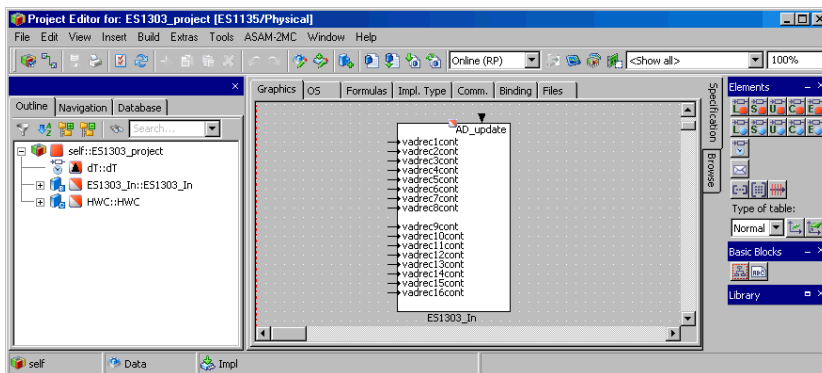 Project Editor for: ES1303_project [ES1135/Physical]
File Edit View Insert Build Extras Tools ASAM-2MC Window Help
Online (RP) <Show all> 100%
Outline Navigation Database
Search...
self::ES1303_project
dT::dT
ES1303_In::ES1303_In
HWC::HWC
Graphics OS Formulas Impl. Type Comm. Binding Files
AD_update
vadrec1cont
vadrec2cont
vadrec3cont
vadrec4cont
vadrec5cont
vadrec6cont
vadrec7cont
vadrec8cont
vadrec9cont
vadrec10cont
vadrec11cont
vadrec12cont
vadrec13cont
vadrec14cont
vadrec15cont
vadrec16cont
ES1303_In
Specification
Browse
Elements
L S U C E
L S U C E
Type of table:
Normal
Basic Blocks
Library
self Data Impl